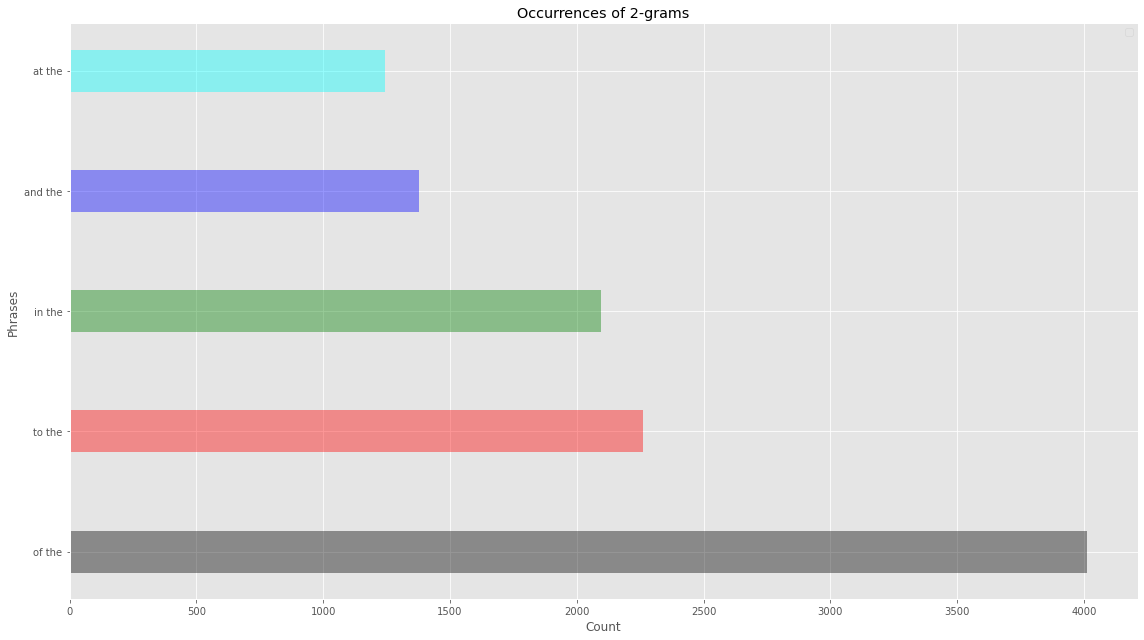 Occurrences of 2-grams
at the
and the
in the
to the
of the
Phrases
0 500 1000 1500 2000 2500 3000 3500 4000
Count